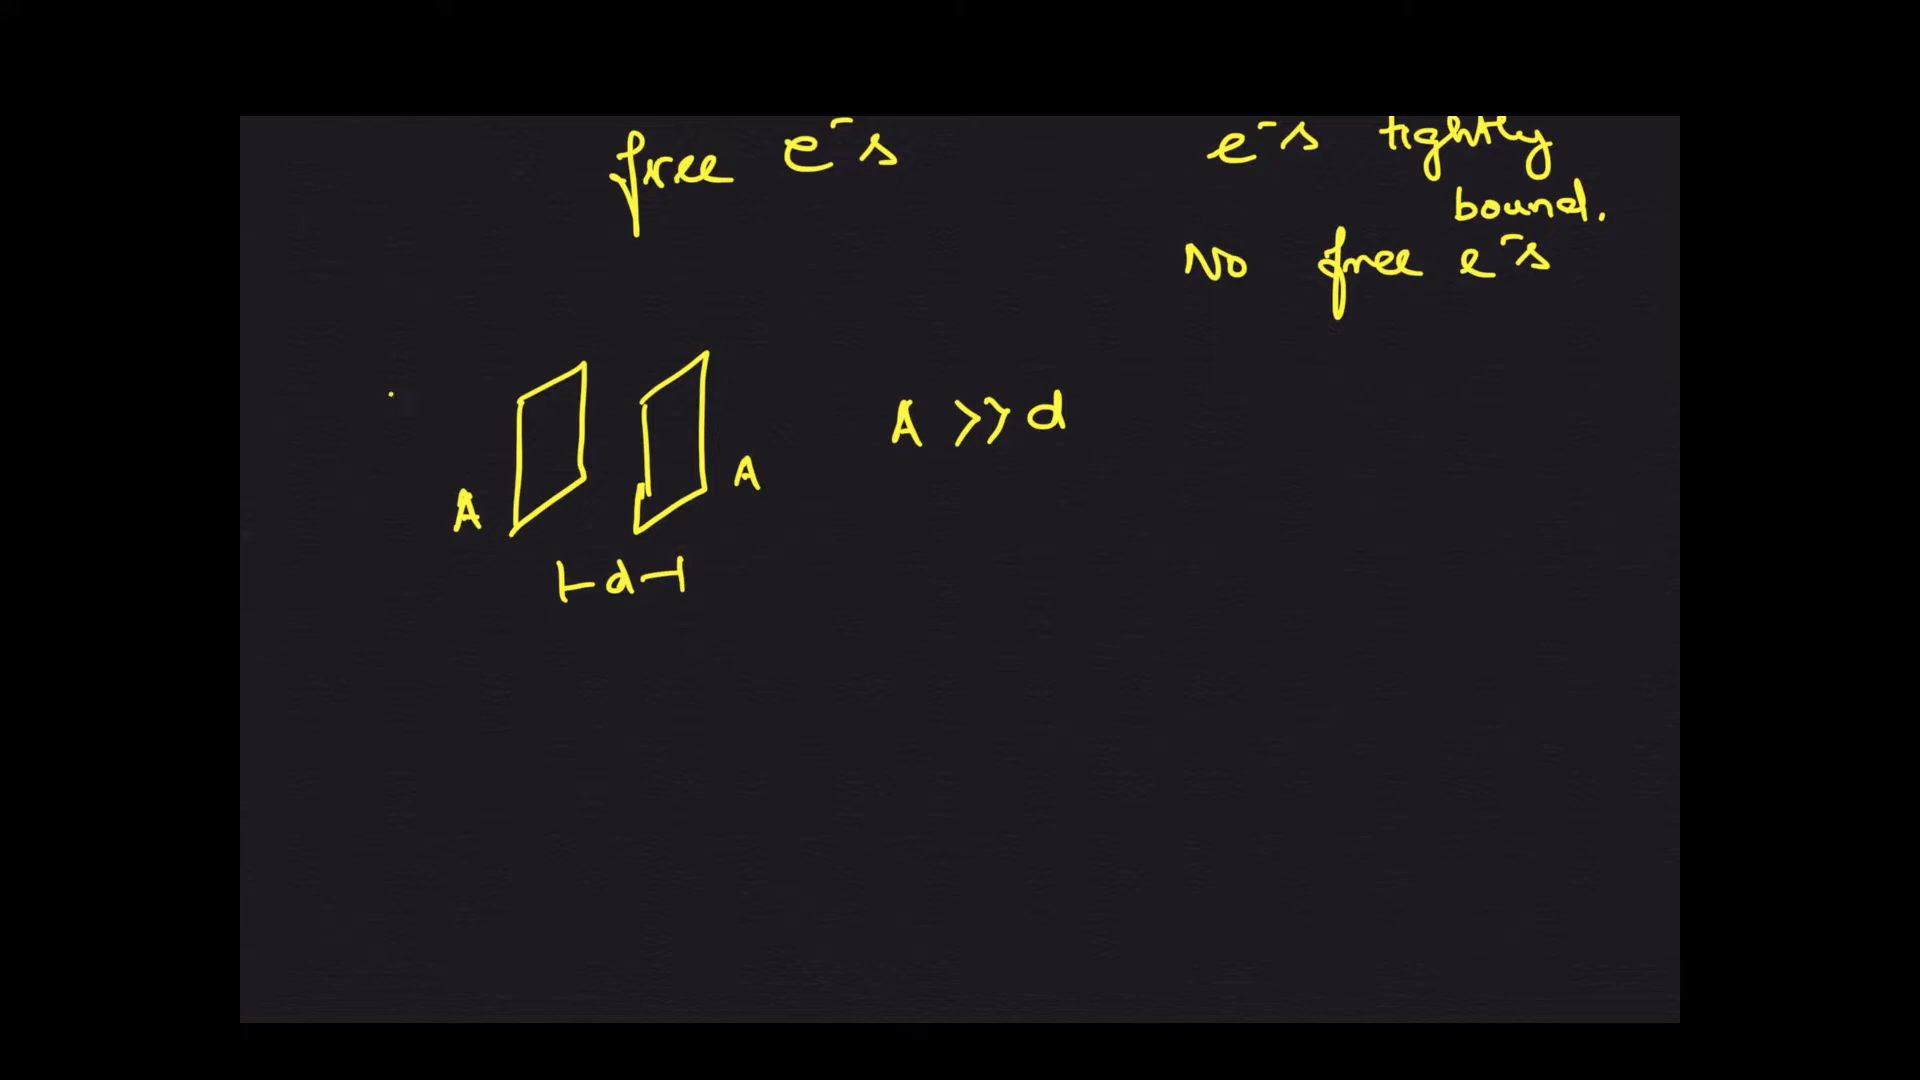 free e⁻s
e⁻s tightly
bound.
No free e⁻s
A >> d
A
A
d